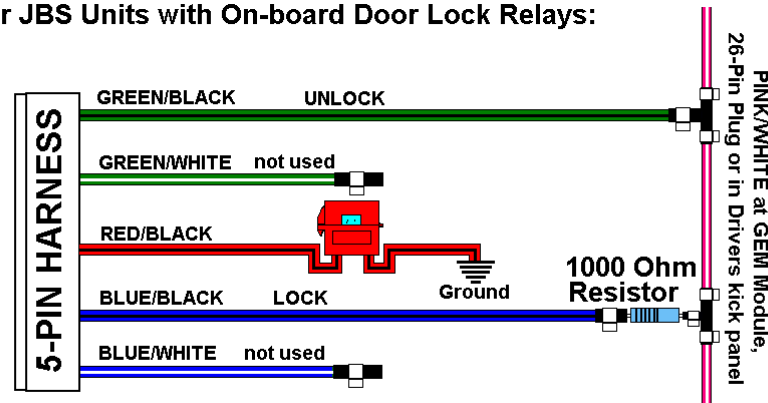 r JBS Units with On-board Door Lock Relays:
5-PIN HARNESS
GREEN/BLACK UNLOCK
GREEN/WHITE not used
RED/BLACK
Ground
BLUE/BLACK LOCK
1000 Ohm
Resistor
BLUE/WHITE not used
PINK/WHITE at GEM Module,
26-Pin Plug or in Drivers kick panel